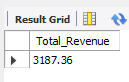 Result Grid
Total_Revenue
3187.36